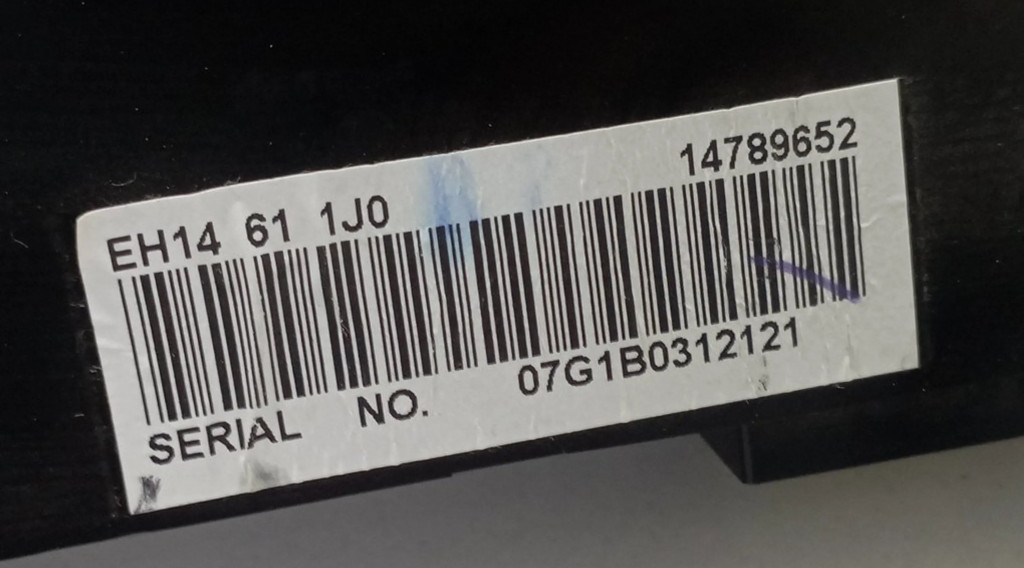 EH14 61 1J0 14789652
SERIAL NO. 07G1B0312121